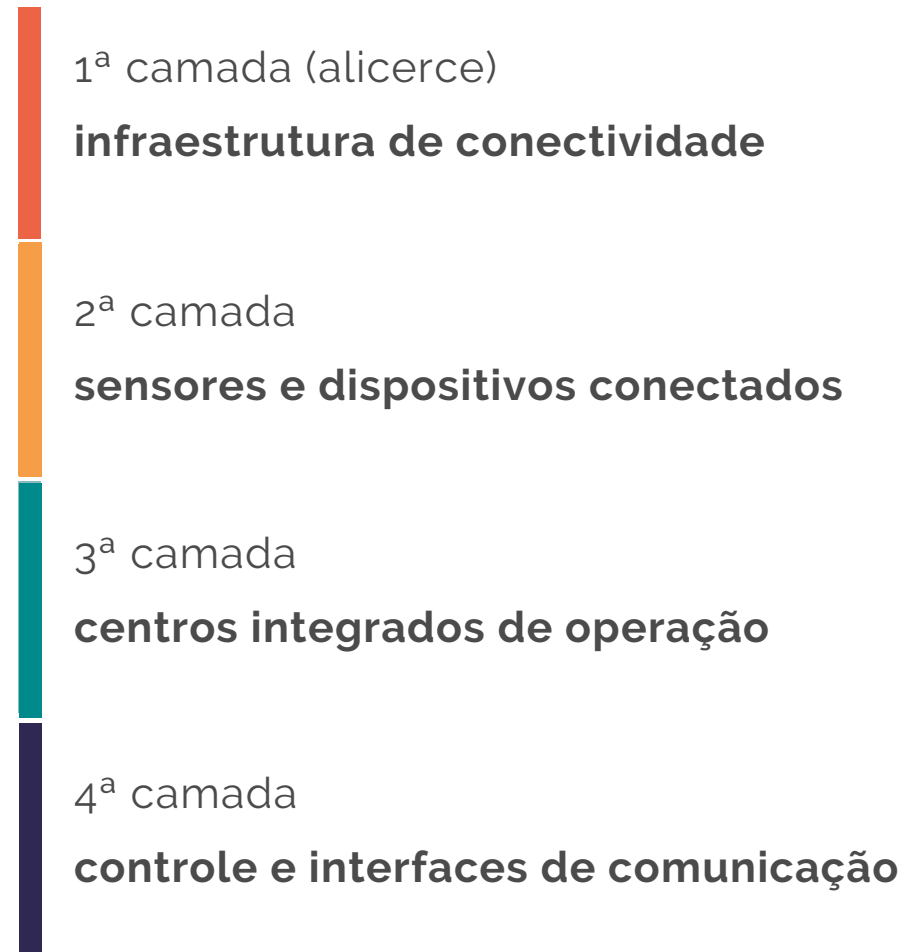 1ª camada (alicerce)
infraestrutura de conectividade
2ª camada
sensores e dispositivos conectados
3ª camada
centros integrados de operação
4ª camada
controle e interfaces de comunicação